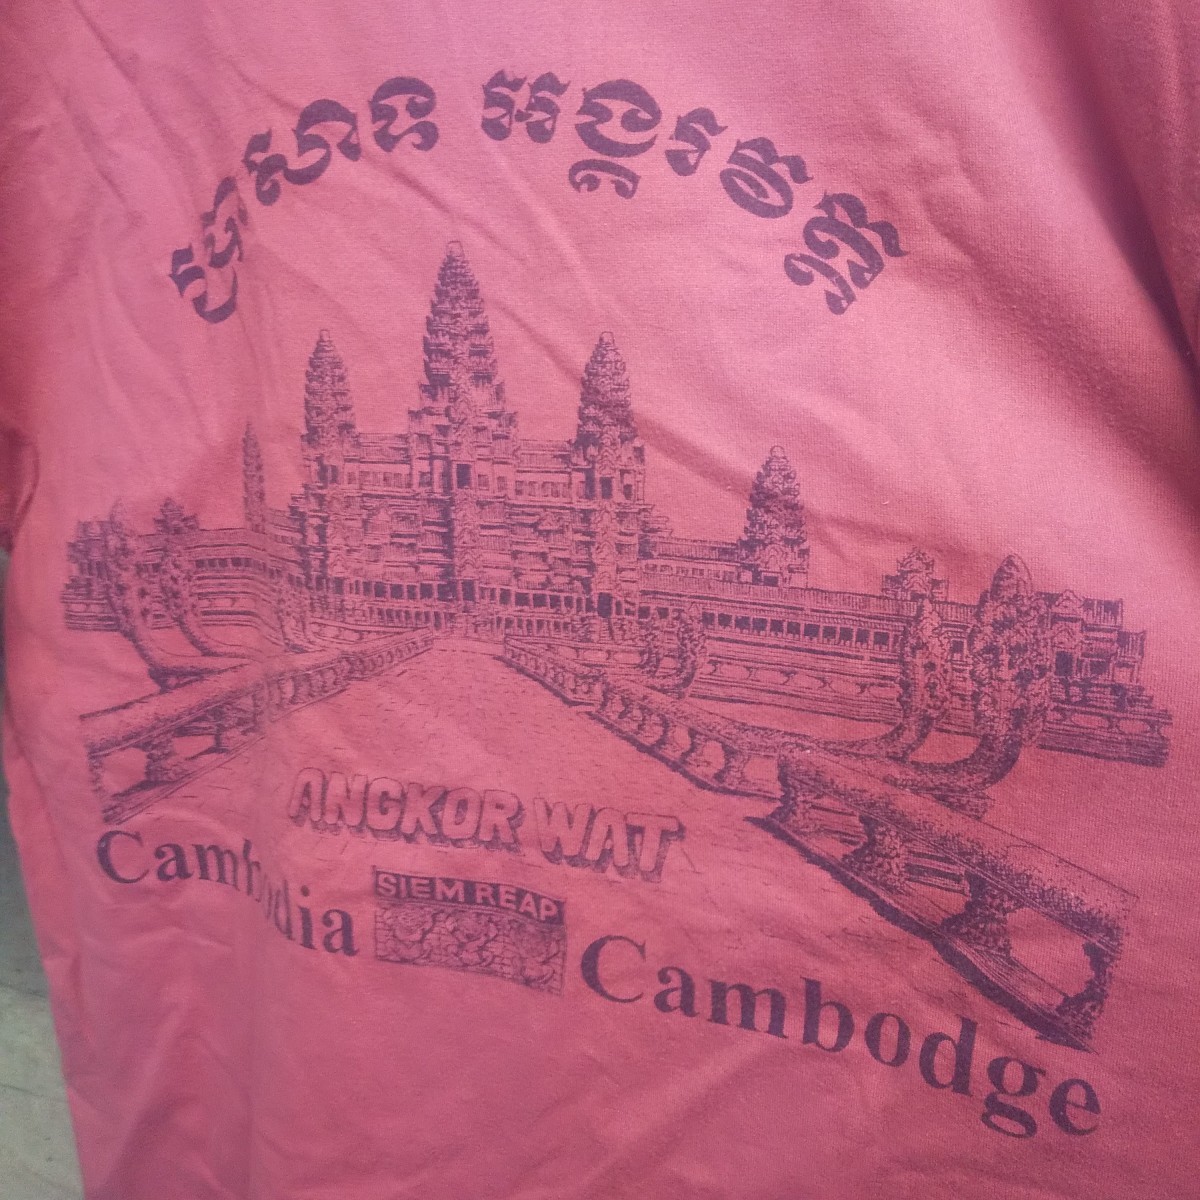 ប្រាសាទ អង្គរវត្ត
ANGKOR WAT
SIEM REAP
Cambodia Cambodge